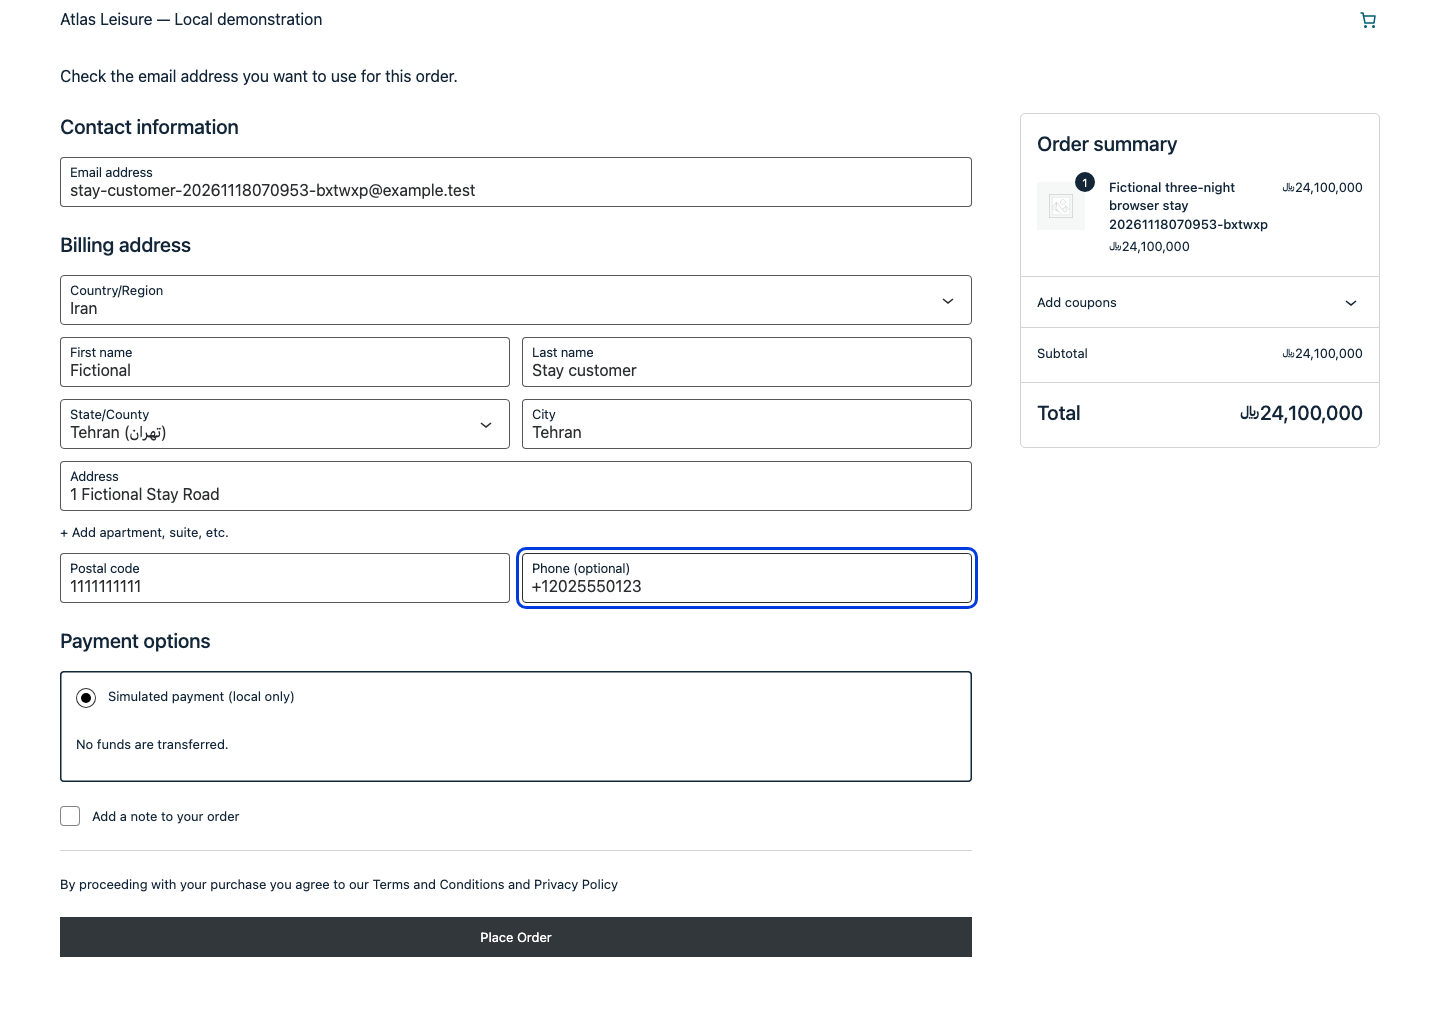 Atlas Leisure — Local demonstration
Check the email address you want to use for this order.
Contact information
Email address
stay-customer-20261118070953-bxtwxp@example.test
Billing address
Country/Region
Iran
First name
Fictional
Last name
Stay customer
State/County
Tehran (تهران)
City
Tehran
Address
1 Fictional Stay Road
+ Add apartment, suite, etc.
Postal code
1111111111
Phone (optional)
+12025550123
Payment options
Simulated payment (local only)
No funds are transferred.
Add a note to your order
By proceeding with your purchase you agree to our Terms and Conditions and Privacy Policy
Place Order
Order summary
1
Fictional three-night
browser stay
20261118070953-bxtwxp
﷼24,100,000
﷼24,100,000
Add coupons
Subtotal
﷼24,100,000
Total
﷼24,100,000